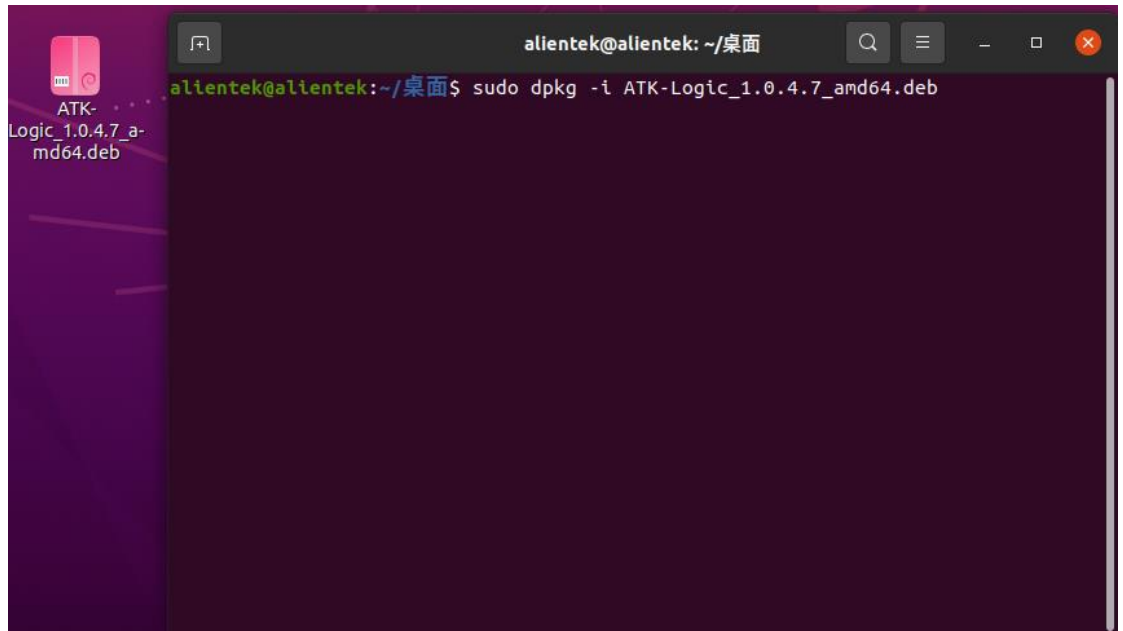 alientek@alientek: ~/桌面
alientek@alientek:~/桌面$ sudo dpkg -i ATK-Logic_1.0.4.7_amd64.deb
ATK-
Logic_1.0.4.7_a-
md64.deb